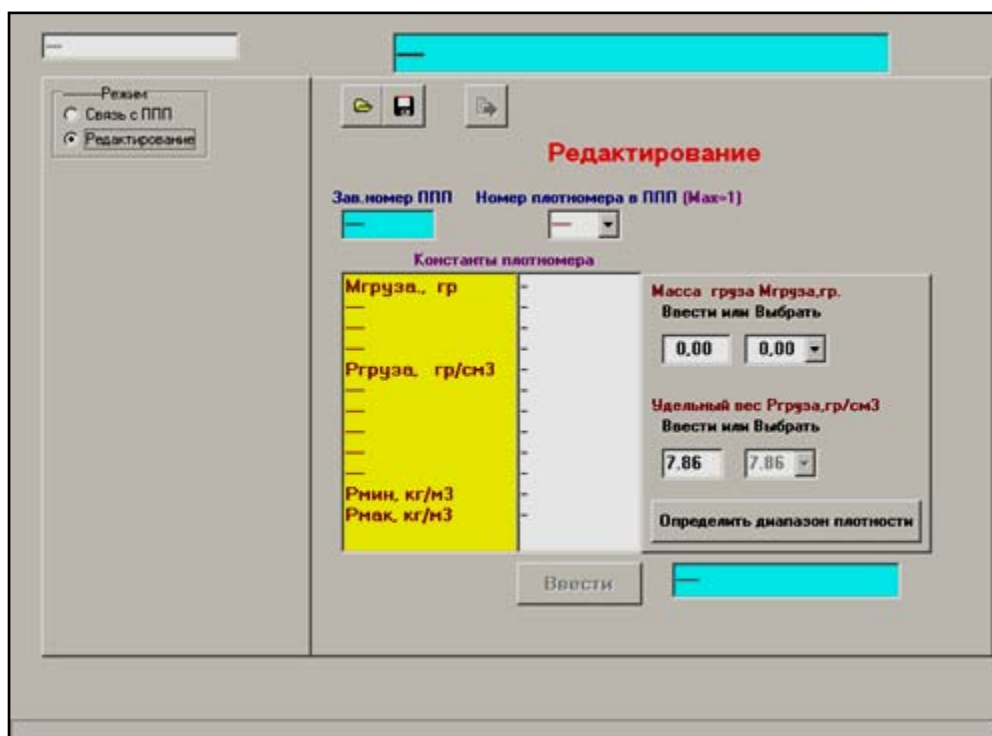 —
—
Режим
Связь с ППП
Редактирование
Редактирование
Зав.номер ППП Номер плотномера в ППП (Мах=1)
— —
Константы плотномера
Мгруза., гр -
— -
— -
— -
Ргруза, гр/см3 -
— -
— -
— -
— -
— -
Рмин, кг/м3 -
Рмак, кг/м3 -
Масса груза Мгруза,гр.
Ввести или Выбрать
0,00 0,00
Удельный вес Ргруза,гр/см3
Ввести или Выбрать
7.86 7.86
Определить диапазон плотности
Ввести —